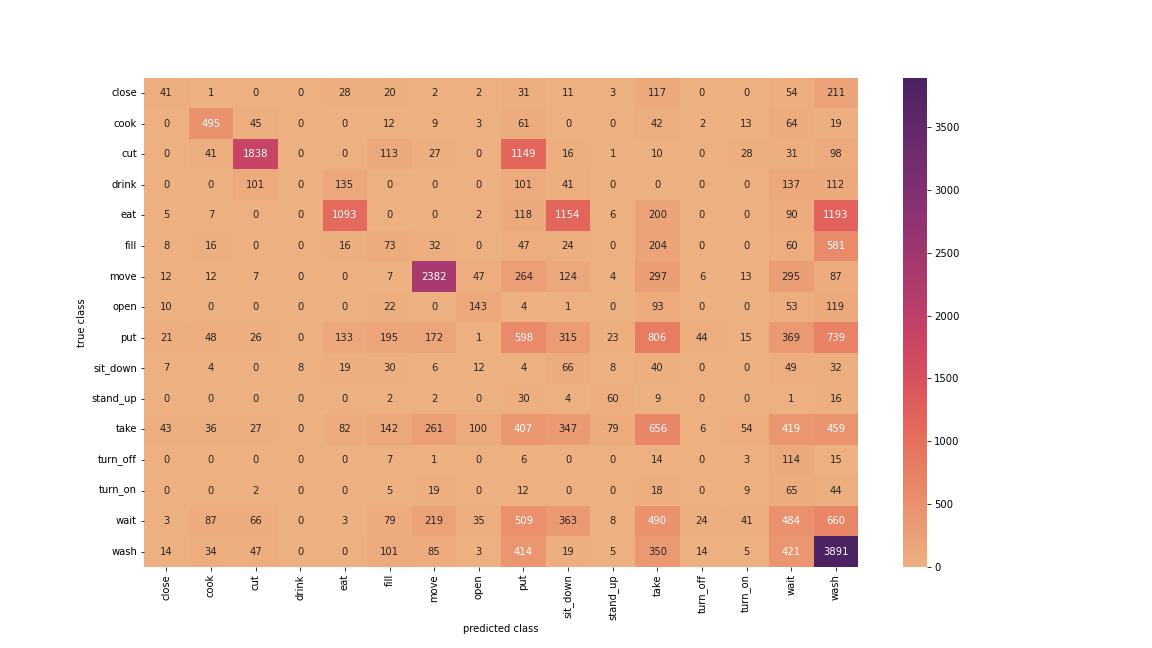 close 41 1 0 0 28 20 2 2 31 11 3 117 0 0 54 211
cook 0 495 45 0 0 12 9 3 61 0 0 42 2 13 64 19
3500
cut 0 41 1838 0 0 113 27 0 1149 16 1 10 0 28 31 98
drink 0 0 101 0 135 0 0 0 101 41 0 0 0 0 137 112
3000
eat 5 7 0 0 1093 0 0 2 118 1154 6 200 0 0 90 1193
fill 8 16 0 0 16 73 32 0 47 24 0 204 0 0 60 581
2500
move 12 12 7 0 0 7 2382 47 264 124 4 297 6 13 295 87
open 10 0 0 0 0 22 0 143 4 1 0 93 0 0 53 119
2000
true class
put 21 48 26 0 133 195 172 1 598 315 23 806 44 15 369 739
sit_down 7 4 0 8 19 30 6 12 4 66 8 40 0 0 49 32
1500
stand_up 0 0 0 0 0 2 2 0 30 4 60 9 0 0 1 16
take 43 36 27 0 82 142 261 100 407 347 79 656 6 54 419 459
1000
turn_off 0 0 0 0 0 7 1 0 6 0 0 14 0 3 114 15
turn_on 0 0 2 0 0 5 19 0 12 0 0 18 0 9 65 44
500
wait 3 87 66 0 3 79 219 35 509 363 8 490 24 41 484 660
wash 14 34 47 0 0 101 85 3 414 19 5 350 14 5 421 3891
0
close cook cut drink eat fill move open put sit_down stand_up take turn_off turn_on wait wash
predicted class